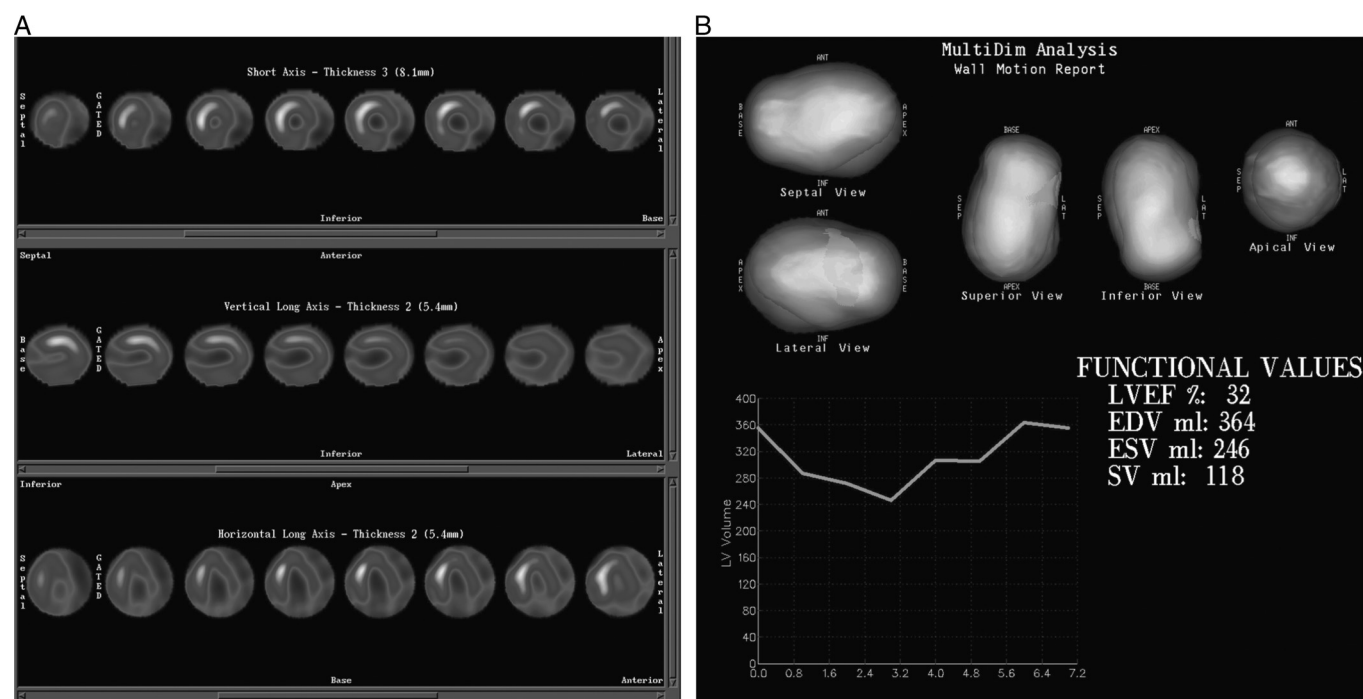 A
Short Axis - Thickness 3 (8.1mm)
Septal
GATED
Lateral
Inferior
Base
Septal
Anterior
Vertical Long Axis - Thickness 2 (5.4mm)
Base
GATED
Apex
Inferior
Lateral
Inferior
Apex
Horizontal Long Axis - Thickness 2 (5.4mm)
Septal
GATED
Lateral
Base
Anterior
B
MultiDim Analysis
Wall Motion Report
ANT
BASE
APEX
INF
Septal View
ANT
APEX
BASE
INF
Lateral View
BASE
SEP
LAT
APEX
Superior View
APEX
SEP
LAT
BASE
Inferior View
ANT
SEP
LAT
INF
Apical View
FUNCTIONAL VALUES
LVEF %: 32
EDV ml: 364
ESV ml: 246
SV ml: 118
LV Volume
400
360
320
280
240
200
160
120
80
40
0
0.0 0.8 1.6 2.4 3.2 4.0 4.8 5.6 6.4 7.2